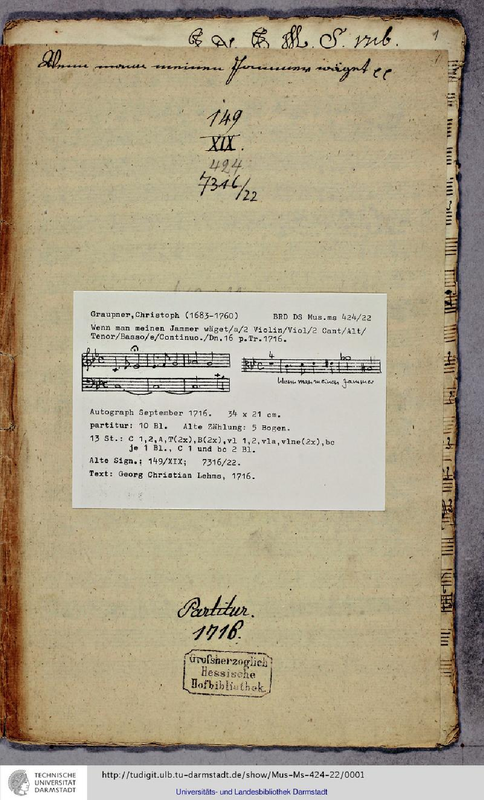 1
Wenn man meinen Jammer wäget
149
XIX.
424
7316/22
Graupner,Christoph (1683-1760) BRD DS Mus.ms 424/22
Wenn man meinen Jammer wäget/a/2 Violin/Viol/2 Cant/Alt/
Tenor/Basso/e/Continuo./Dn.16 p.Tr.1716.
4
Wenn man meinen Jammer
Autograph September 1716. 34 x 21 cm.
partitur: 10 Bl. Alte Zählung: 5 Bogen.
13 St.: C 1,2,A,T(2x),B(2x),vl 1,2,vla,vlne(2x),bc
je 1 Bl., C 1 und bc 2 Bl.
Alte Sign.: 149/XIX; 7316/22.
Text: Georg Christian Lehms, 1716.
Partitur.
1716.
Großherzoglich
Hessische
Hofbibliothek.
TECHNISCHE
UNIVERSITÄT
DARMSTADT
http://tudigit.ulb.tu-darmstadt.de/show/Mus-Ms-424-22/0001
Universitäts- und Landesbibliothek Darmstadt